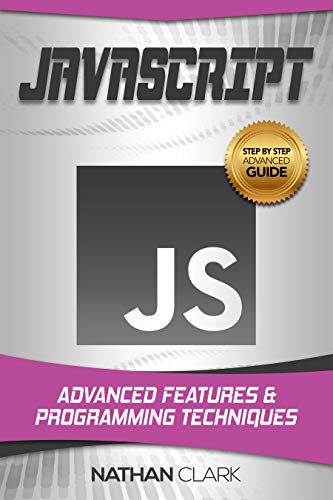 JAVASCRIPT
STEP BY STEP
ADVANCED
GUIDE
JS
ADVANCED FEATURES &
PROGRAMMING TECHNIQUES
NATHAN CLARK